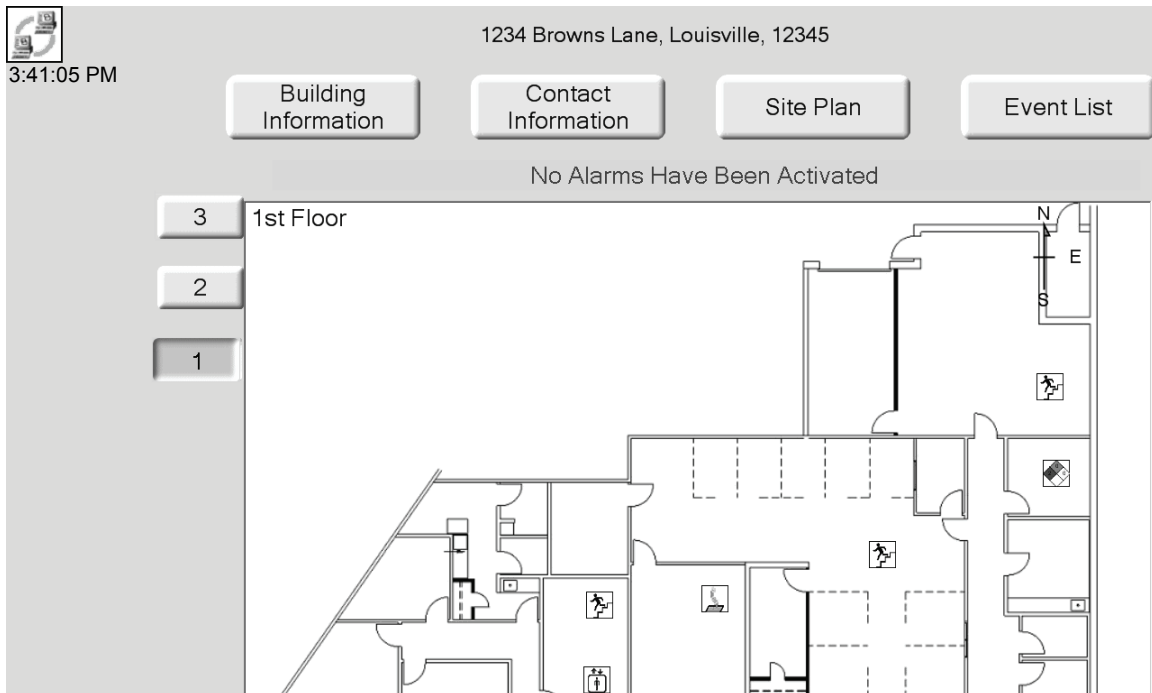 1234 Browns Lane, Louisville, 12345
3:41:05 PM
Building
Information
Contact
Information
Site Plan
Event List
No Alarms Have Been Activated
3
1st Floor
N
E
2
S
1